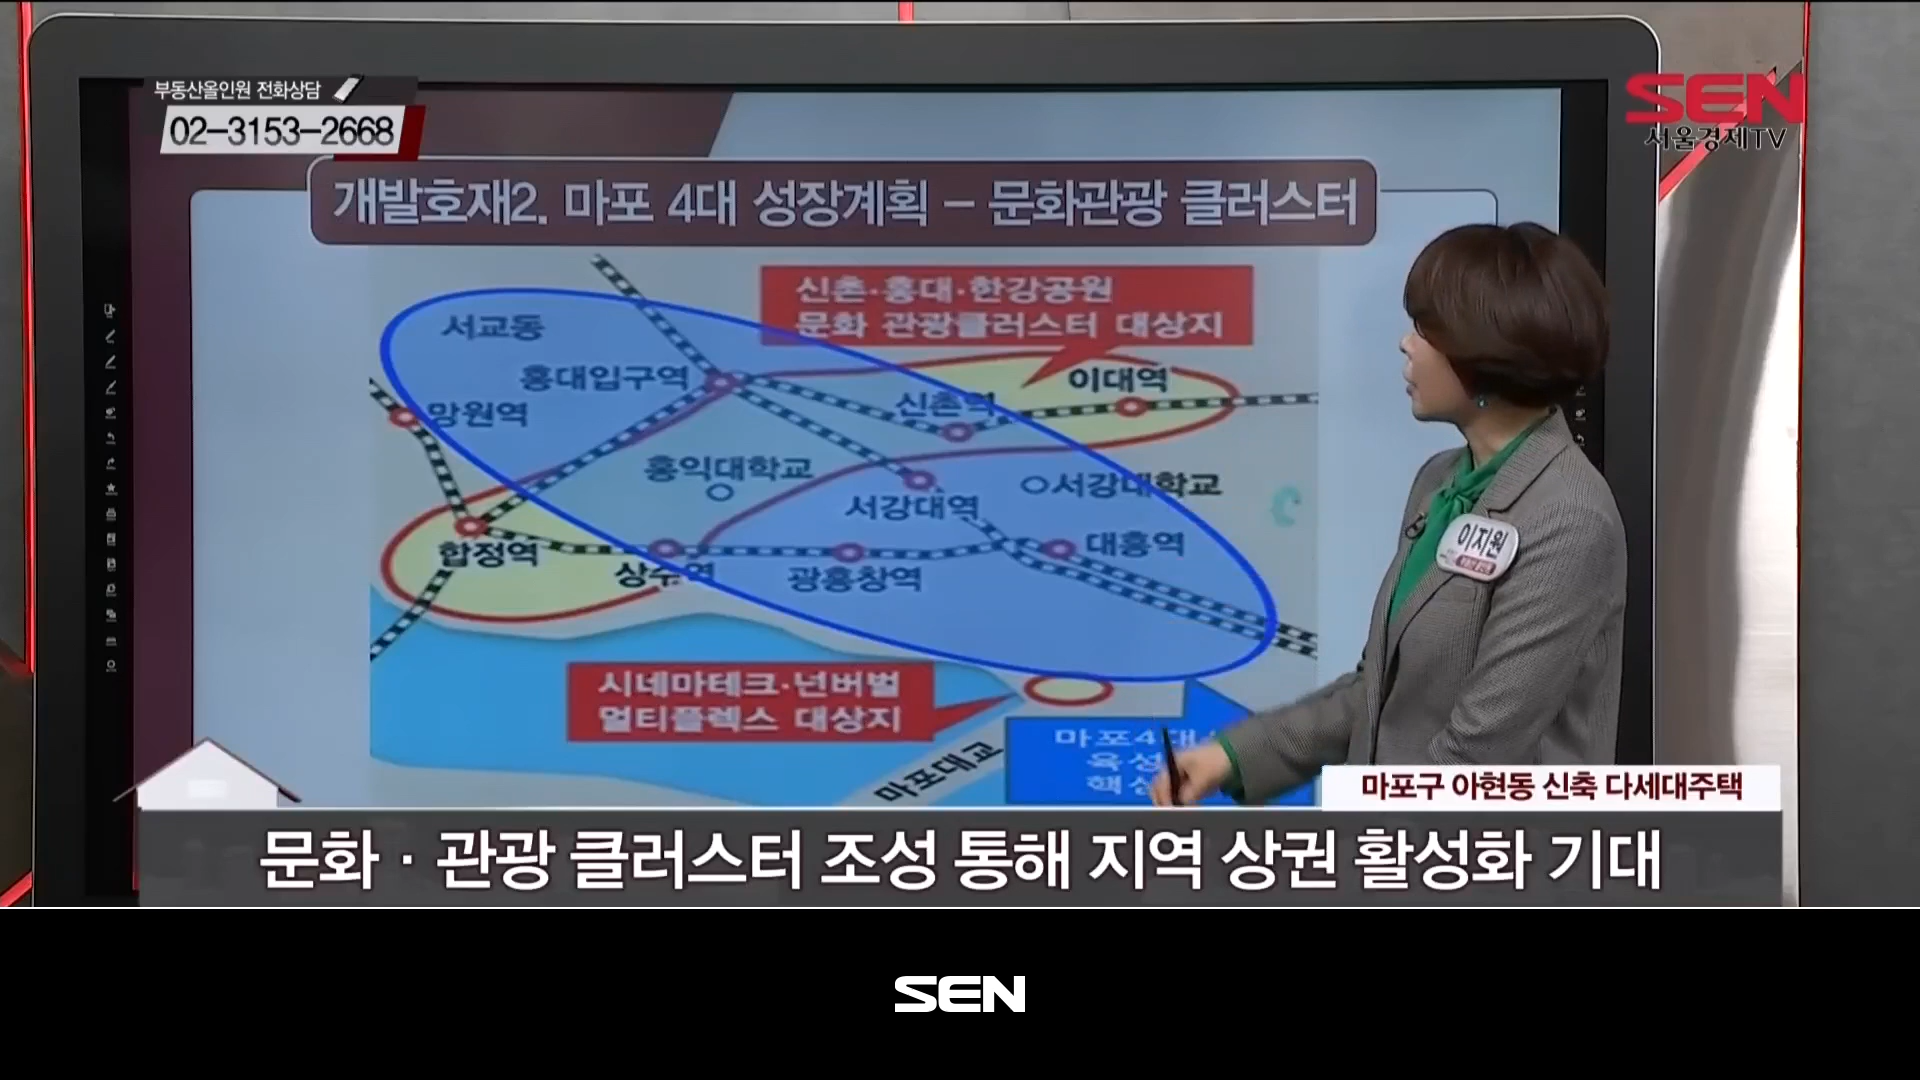 부동산올인원 전화상담
02-3153-2668
SEN
서울경제TV
개발호재2. 마포 4대 성장계획 - 문화관광 클러스터
신촌·홍대·한강공원
문화 관광클러스터 대상지
서교동
홍대입구역
이대역
신촌역
망원역
홍익대학교
서강대학교
서강대역
합정역
상수역
광흥창역
대흥역
이지원
시네마테크·넌버벌
멀티플렉스 대상지
마포대교
마포4대
육성
핵심
마포구 아현동 신축 다세대주택
문화·관광 클러스터 조성 통해 지역 상권 활성화 기대
SEN